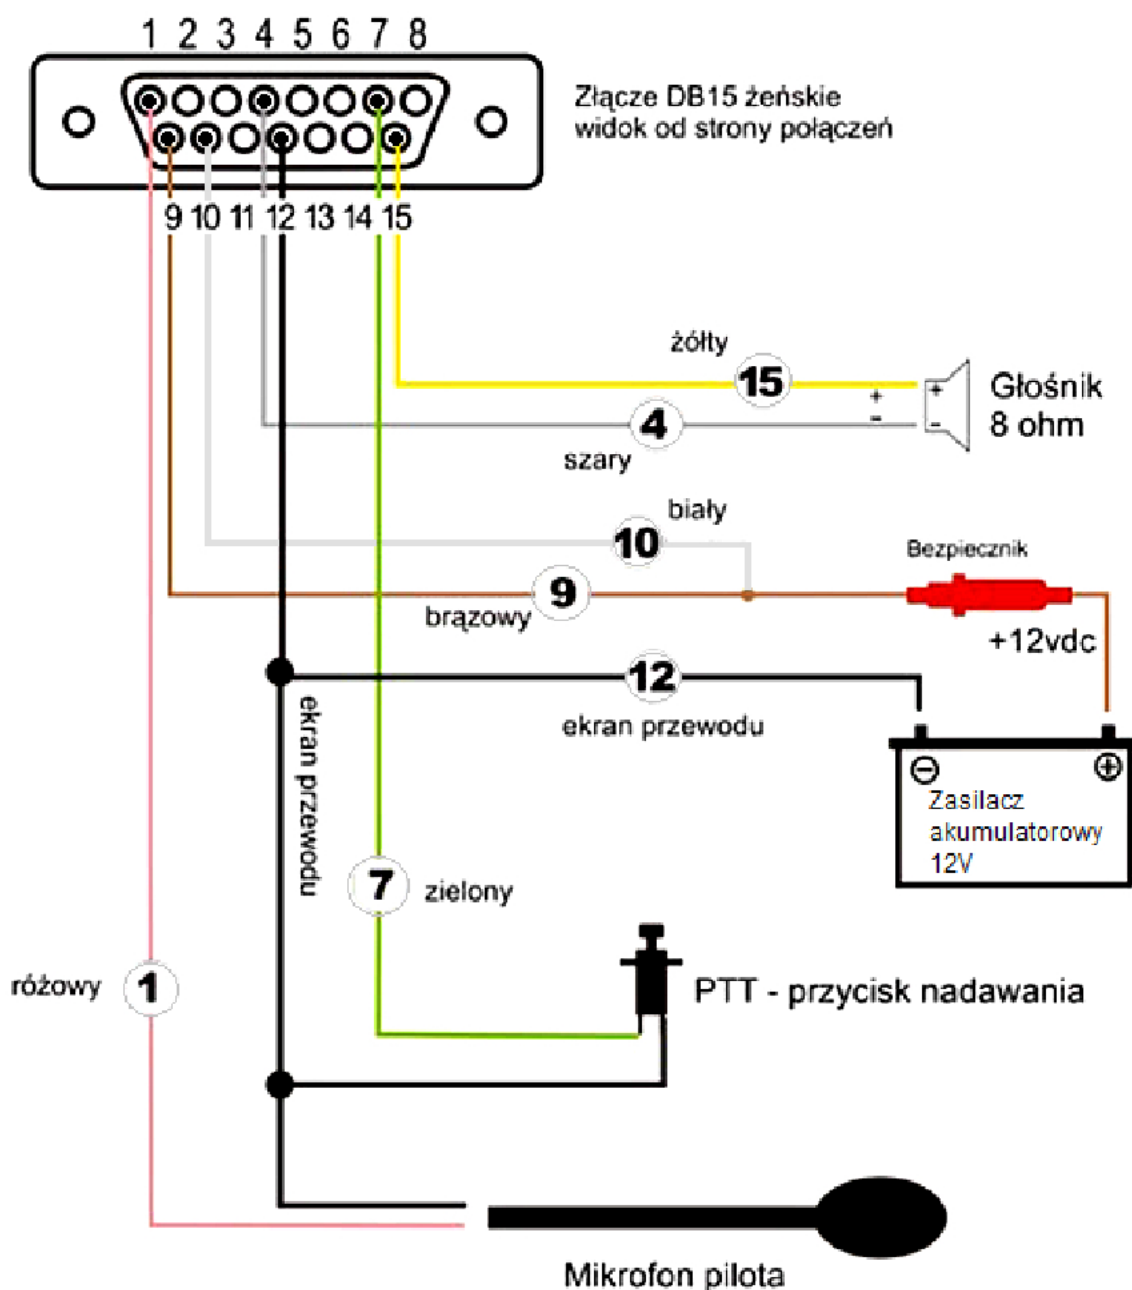 1 2 3 4 5 6 7 8
Złącze DB15 żeńskie
widok od strony połączeń
9 10 11 12 13 14 15
żółty
15
+
-
+
-
Głośnik
8 ohm
4
szary
biały
10
Bezpiecznik
9
brązowy
+12vdc
12
ekran przewodu
ekran przewodu
Zasilacz
akumulatorowy
12V
7 zielony
różowy 1
PTT - przycisk nadawania
Mikrofon pilota